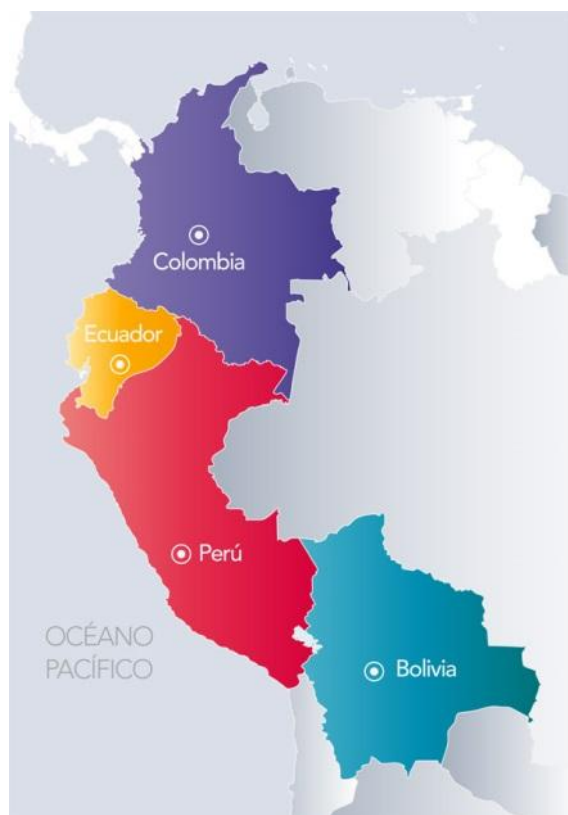 Colombia
Ecuador
Perú
OCÉANO
PACÍFICO
Bolivia